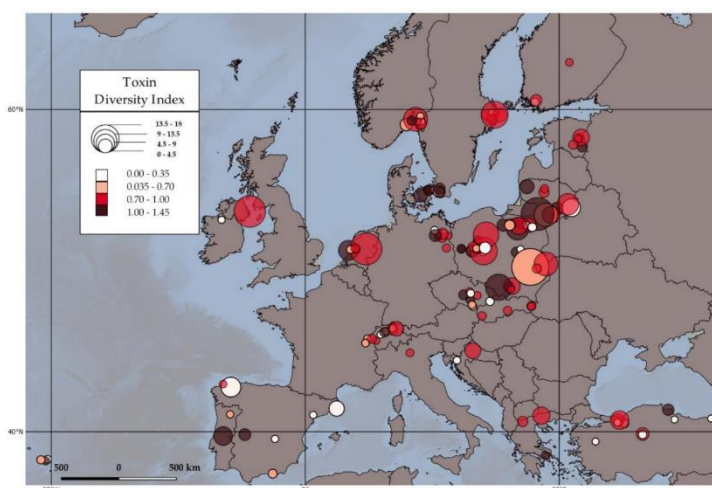 60°N
Toxin
Diversity Index
13.5 - 18
9 - 13.5
4.5 - 9
0 - 4.5
0.00 - 0.35
0.035 - 0.70
0.70 - 1.00
1.00 - 1.45
40°N
500 0 500 km